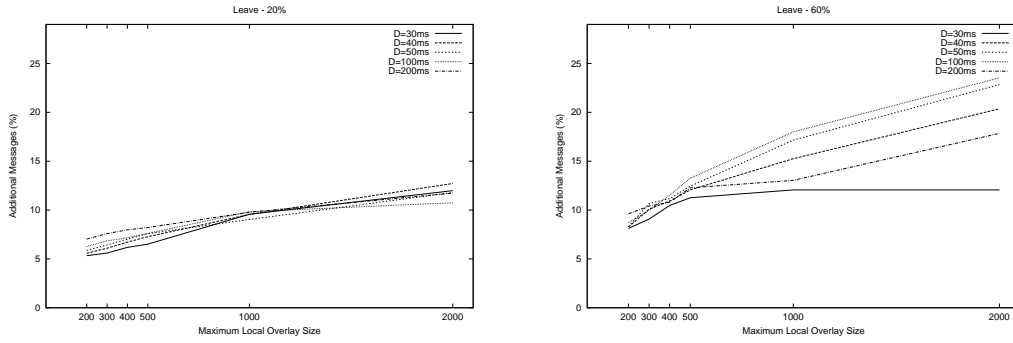 Leave - 20%
D=30ms
D=40ms
D=50ms
D=100ms
D=200ms
25
20
15
10
5
0
Additional Messages (%)
200 300 400 500 1000 2000
Maximum Local Overlay Size
Leave - 60%
D=30ms
D=40ms
D=50ms
D=100ms
D=200ms
25
20
15
10
5
0
Additional Messages (%)
200 300 400 500 1000 2000
Maximum Local Overlay Size